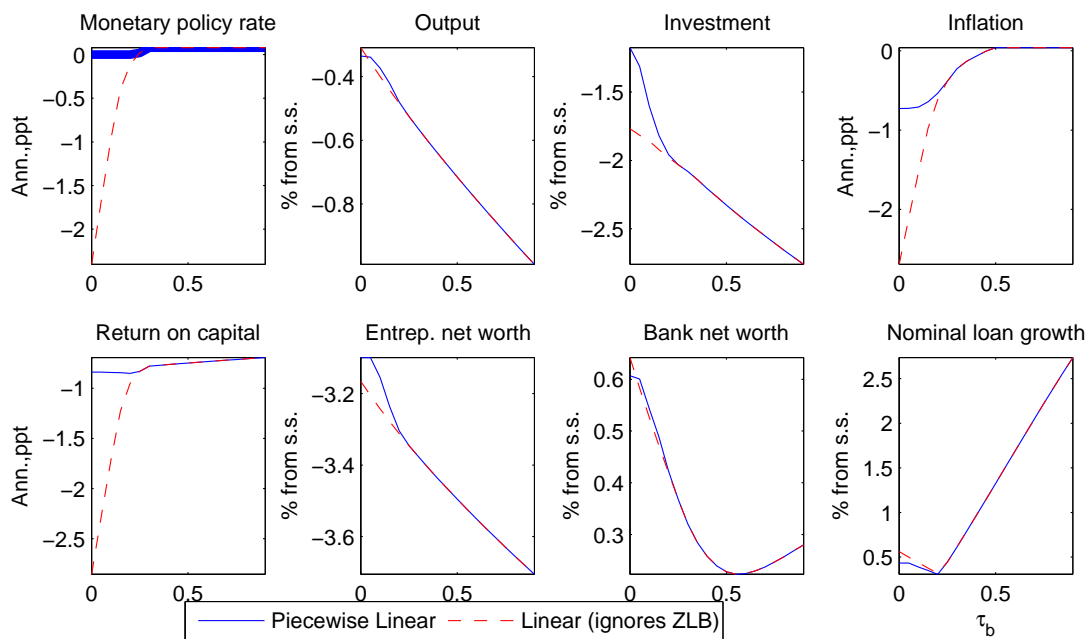 Monetary policy rate
Output
Investment
Inflation
Ann.,ppt
0
−0.5
−1
−1.5
−2
0
0.5
% from s.s.
−0.4
−0.6
−0.8
0
0.5
% from s.s.
−1.5
−2
−2.5
0
0.5
Ann.,ppt
0
−1
−2
0
0.5
Return on capital
Entrep. net worth
Bank net worth
Nominal loan growth
Ann.,ppt
−1
−1.5
−2
−2.5
0
0.5
% from s.s.
−3.2
−3.4
−3.6
0
0.5
% from s.s.
0.6
0.5
0.4
0.3
0
0.5
% from s.s.
2.5
2
1.5
1
0.5
0
0.5
τb
Piecewise Linear
Linear (ignores ZLB)